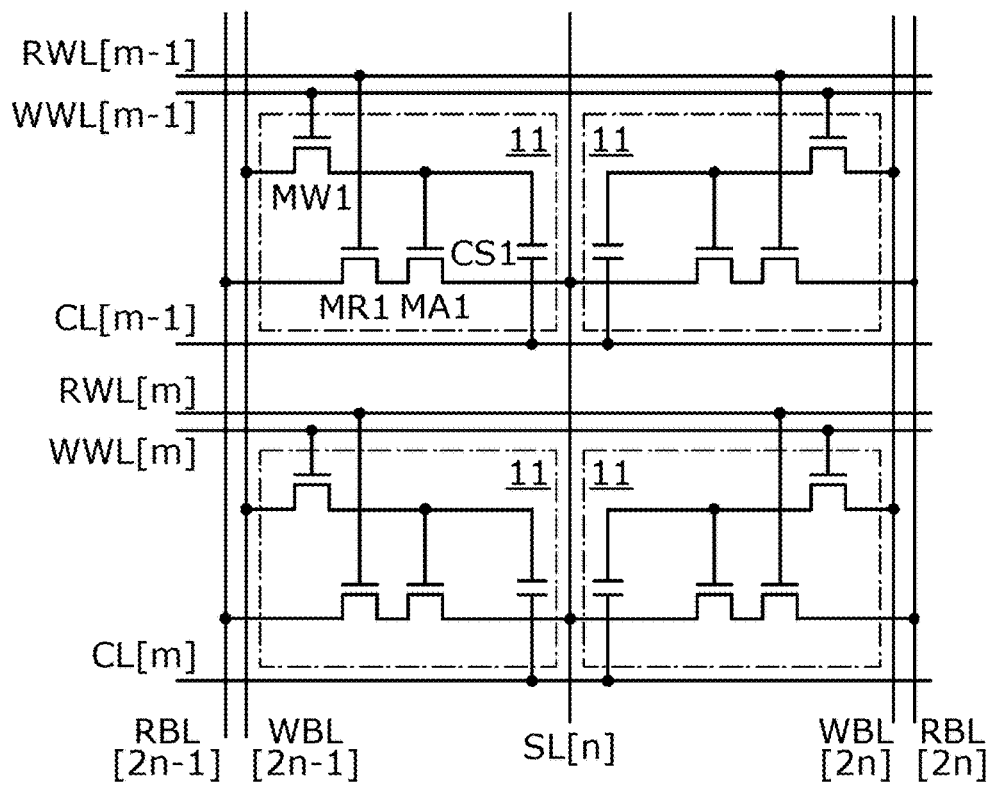 RWL[m-1]
WWL[m-1]
11 11
MW1
CS1
MR1 MA1
CL[m-1]
RWL[m]
WWL[m]
11 11
CL[m]
RBL WBL SL[n] WBL RBL
[2n-1] [2n-1] [2n] [2n]